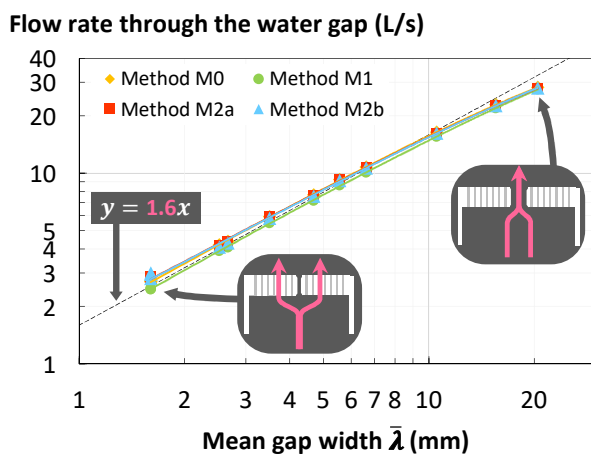 Flow rate through the water gap (L/s)
40
30
20
10
5
4
3
2
1
Method M0
Method M1
Method M2a
Method M2b
y = 1.6x
1 2 3 4 5 6 7 8 10 20
Mean gap width λ̄ (mm)